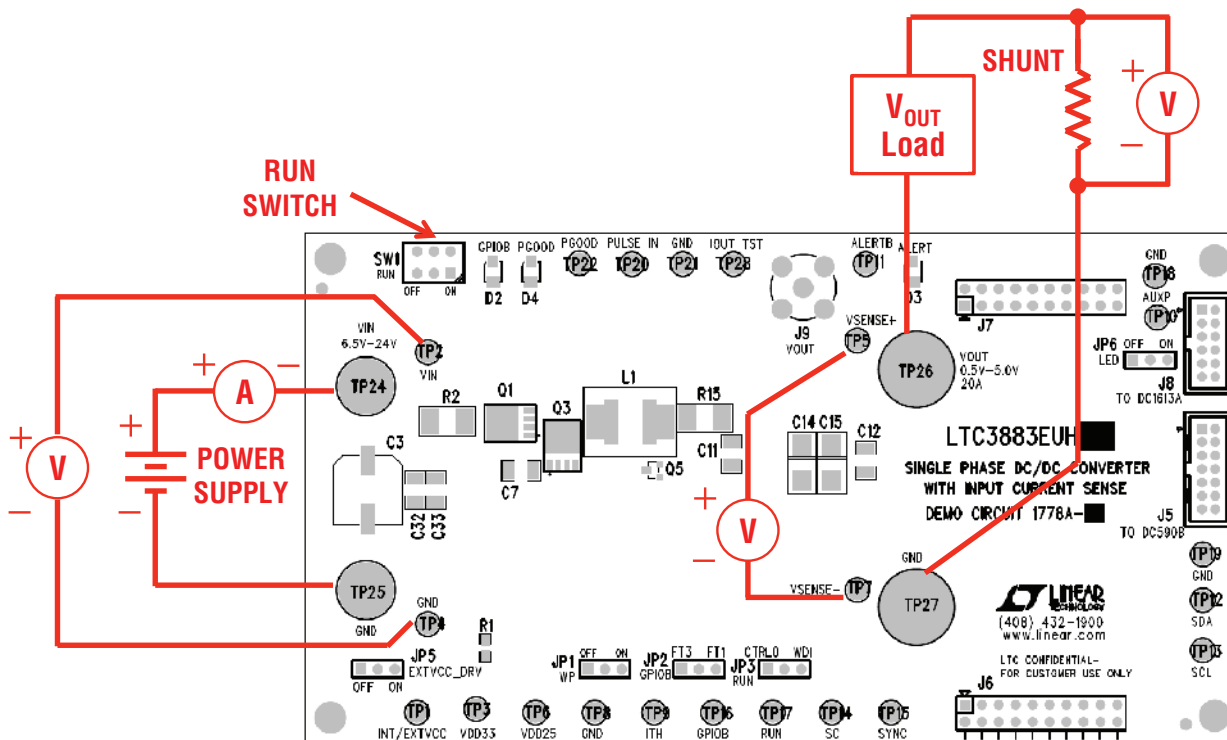 SHUNT
+
V
–
VOUT
Load
RUN
SWITCH
SW1
RUN
OFF ON
GPIOB
D2
PGOOD
D4
PGOOD
TP22
PULSE IN
TP20
GND
TP21
IOUT TST
TP23
ALERTB
TP11
ALERT
D3
GND
TP18
AUXP
TP10
J7
J9
VOUT
VSENSE+
TP5
JP6
LED
OFF ON
J8
TO DC1613A
VIN
6.5V-24V
TP24
TP2
VIN
+ A –
+
V
–
+
POWER
SUPPLY
–
R2
Q1
Q3
L1
R15
C3
C32
C33
C7
Q5
C11
C14
C15
C12
TP26
VOUT
0.5V-5.0V
20A
LTC3883EUH
SINGLE PHASE DC/DC CONVERTER
WITH INPUT CURRENT SENSE
DEMO CIRCUIT 1778A-
J5
TO DC590B
+
V
–
VSENSE-
TP7
GND
TP27
TP25
GND
GND
TP4
R1
JP5
EXTVCC_DRV
OFF ON
JP1
WP
OFF ON
JP2
GPIOB
FT3 FT1
JP3
RUN
CTRL0 WDI
LINEAR
TECHNOLOGY
(408) 432-1900
www.linear.com
LTC CONFIDENTIAL-
FOR CUSTOMER USE ONLY
TP19
GND
TP12
SDA
TP13
SCL
J6
TP1
INT/EXTVCC
TP3
VDD33
TP6
VDD25
TP8
GND
TP9
ITH
TP16
GPIOB
TP17
RUN
TP14
SC
TP15
SYNC